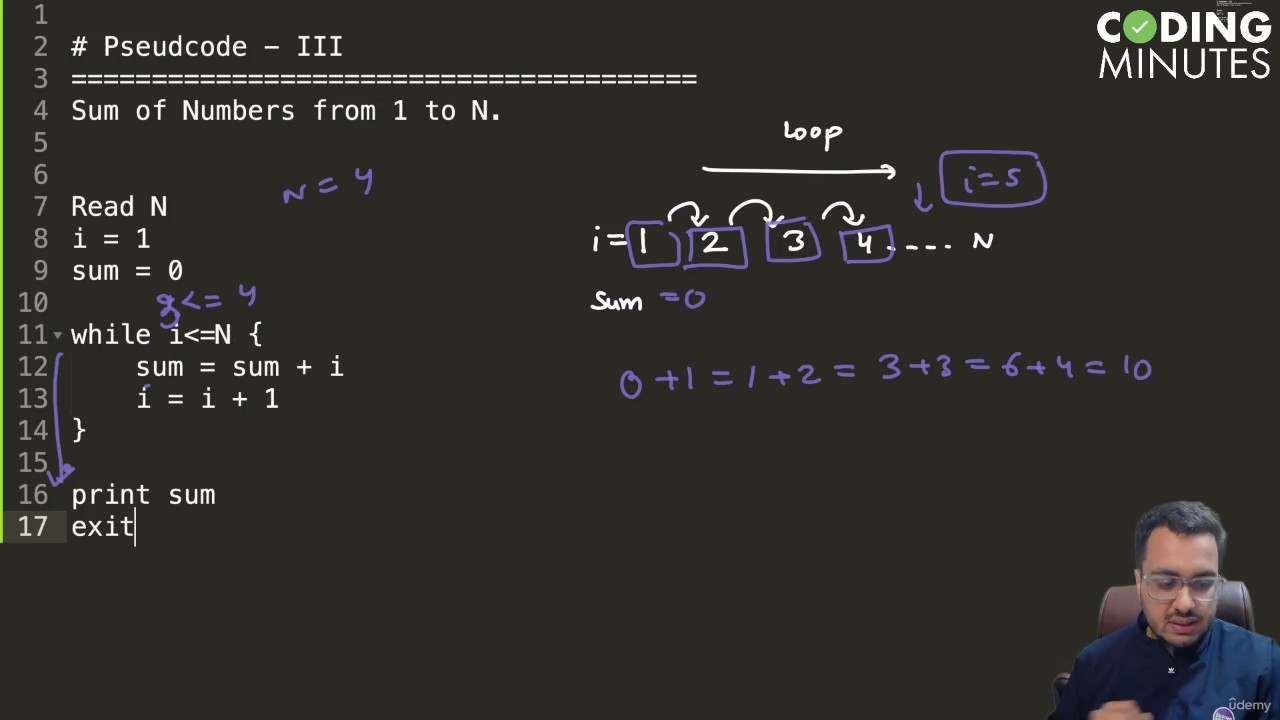 1
2 # Pseudcode - III
3 =======================================
4 Sum of Numbers from 1 to N.
5
6
7 Read N
8 i = 1
9 sum = 0
10
11 while i<=N {
12 sum = sum + i
13 i = i + 1
14 }
15
16 print sum
17 exit
N = 4
<= 4
Loop
i=5
i= 1 2 3 4 .---- N
Sum =0
0 +1 = 1 +2 = 3+3 = 6+4 = 10
CODING
MINUTES
ûdemy